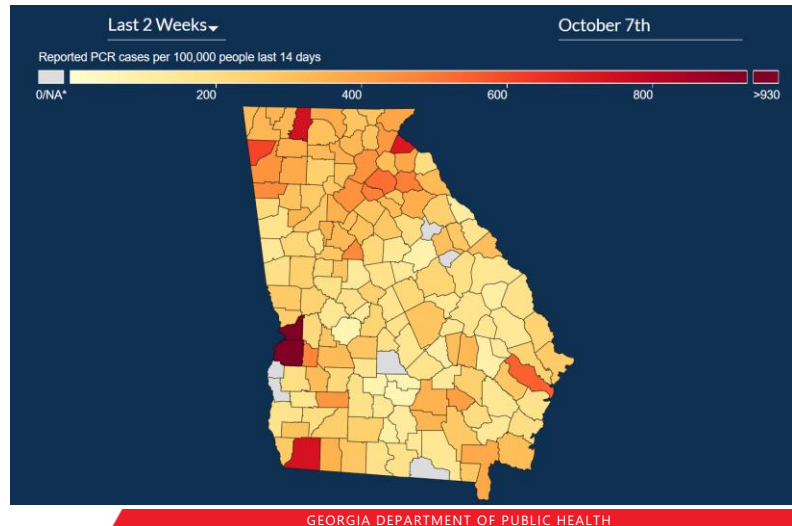 Last 2 Weeks
October 7th
Reported PCR cases per 100,000 people last 14 days
0/NA* 200 400 600 800 >930
GEORGIA DEPARTMENT OF PUBLIC HEALTH